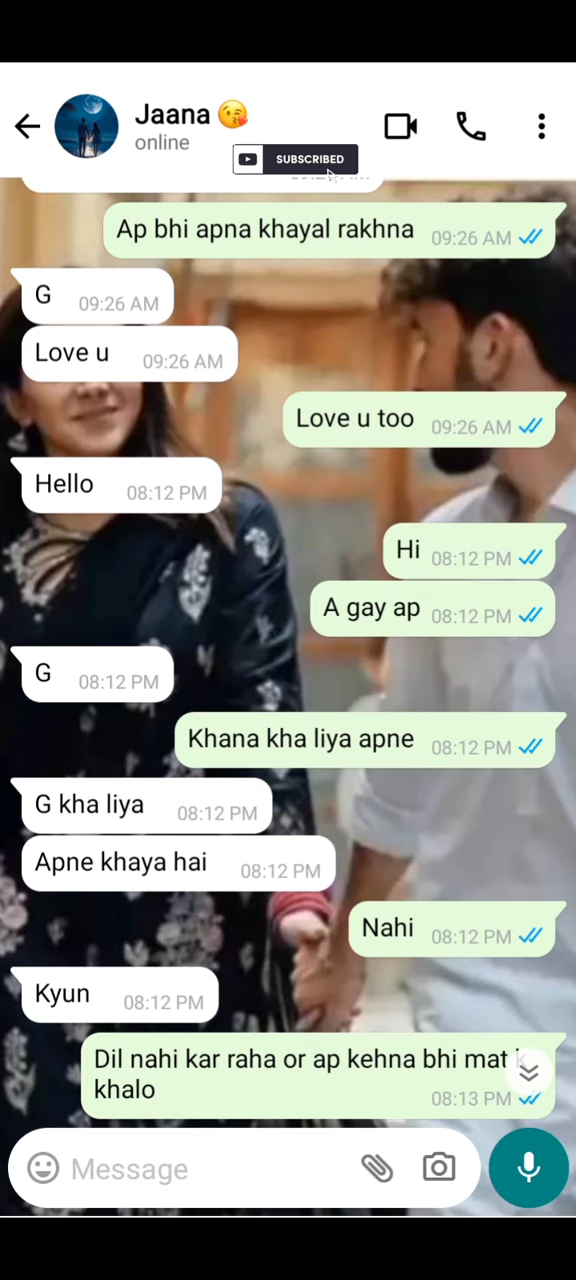 Jaana 😘
online
SUBSCRIBED
Ap bhi apna khayal rakhna 09:26 AM
G 09:26 AM
Love u 09:26 AM
Love u too 09:26 AM
Hello 08:12 PM
Hi 08:12 PM
A gay ap 08:12 PM
G 08:12 PM
Khana kha liya apne 08:12 PM
G kha liya 08:12 PM
Apne khaya hai 08:12 PM
Nahi 08:12 PM
Kyun 08:12 PM
Dil nahi kar raha or ap kehna bhi mat
khalo 08:13 PM
Message